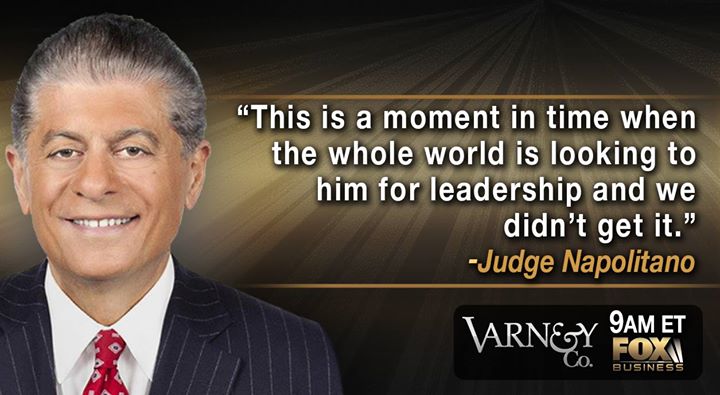 “This is a moment in time when
the whole world is looking to
him for leadership and we
didn’t get it.”
-Judge Napolitano
VARNEY
& Co.
9AM ET
FOX
BUSINESS